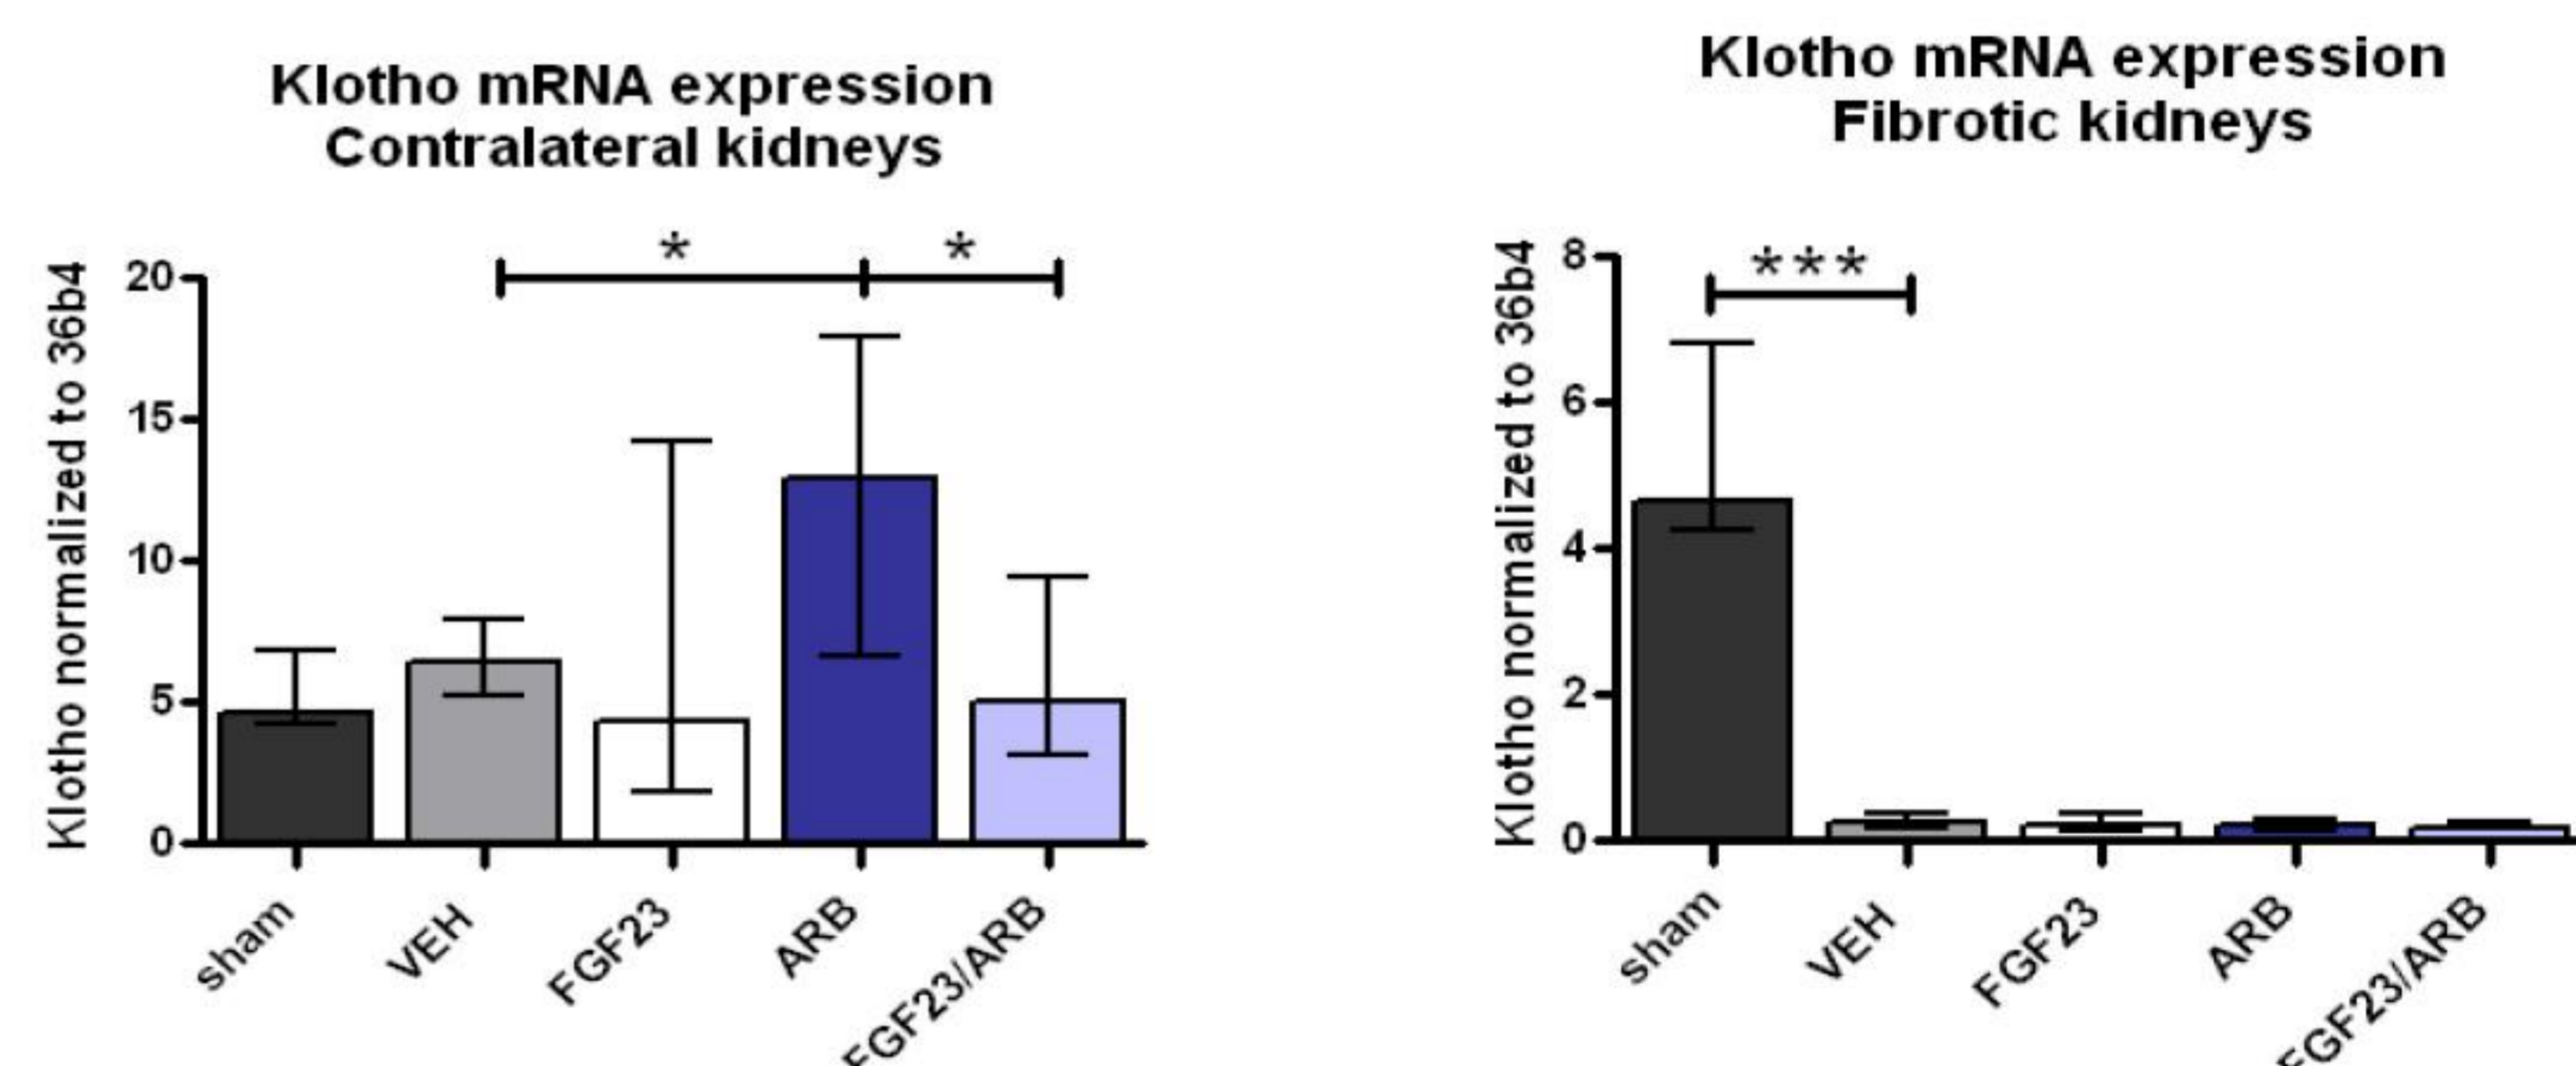 Klotho mRNA expression
Contralateral kidneys
Klotho normalized to 36b4
20
15
10
5
0
* *
sham
VEH
FGF23
ARB
FGF23/ARB
Klotho mRNA expression
Fibrotic kidneys
Klotho normalized to 36b4
8
6
4
2
0
***
sham
VEH
FGF23
ARB
FGF23/ARB